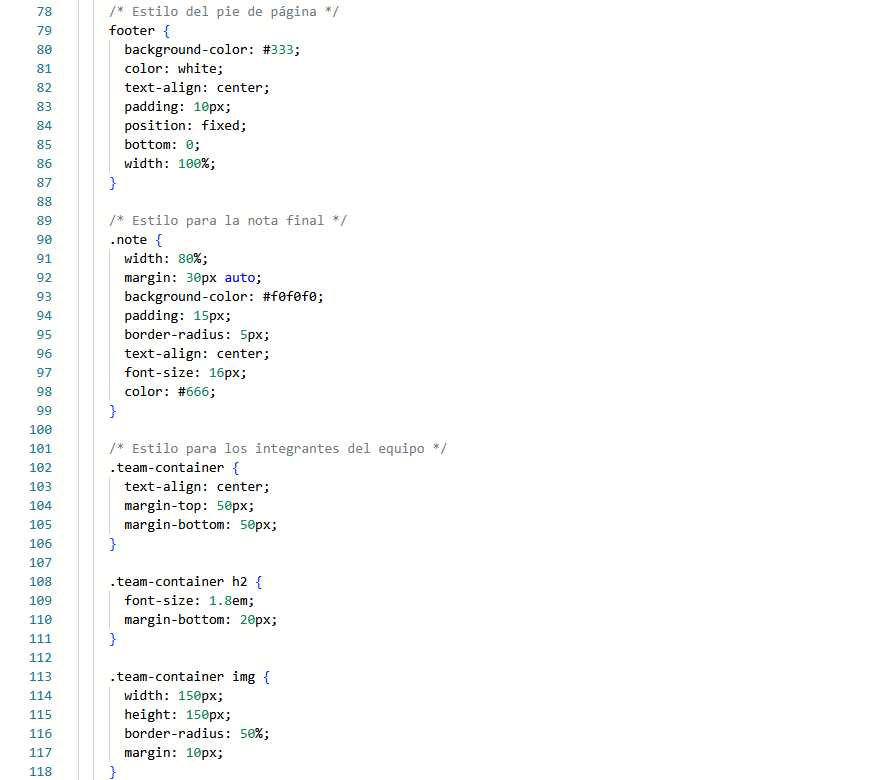 78 /* Estilo del pie de página */
79 footer {
80 background-color: #333;
81 color: white;
82 text-align: center;
83 padding: 10px;
84 position: fixed;
85 bottom: 0;
86 width: 100%;
87 }
88
89 /* Estilo para la nota final */
90 .note {
91 width: 80%;
92 margin: 30px auto;
93 background-color: #f0f0f0;
94 padding: 15px;
95 border-radius: 5px;
96 text-align: center;
97 font-size: 16px;
98 color: #666;
99 }
100
101 /* Estilo para los integrantes del equipo */
102 .team-container {
103 text-align: center;
104 margin-top: 50px;
105 margin-bottom: 50px;
106 }
107
108 .team-container h2 {
109 font-size: 1.8em;
110 margin-bottom: 20px;
111 }
112
113 .team-container img {
114 width: 150px;
115 height: 150px;
116 border-radius: 50%;
117 margin: 10px;
118 }